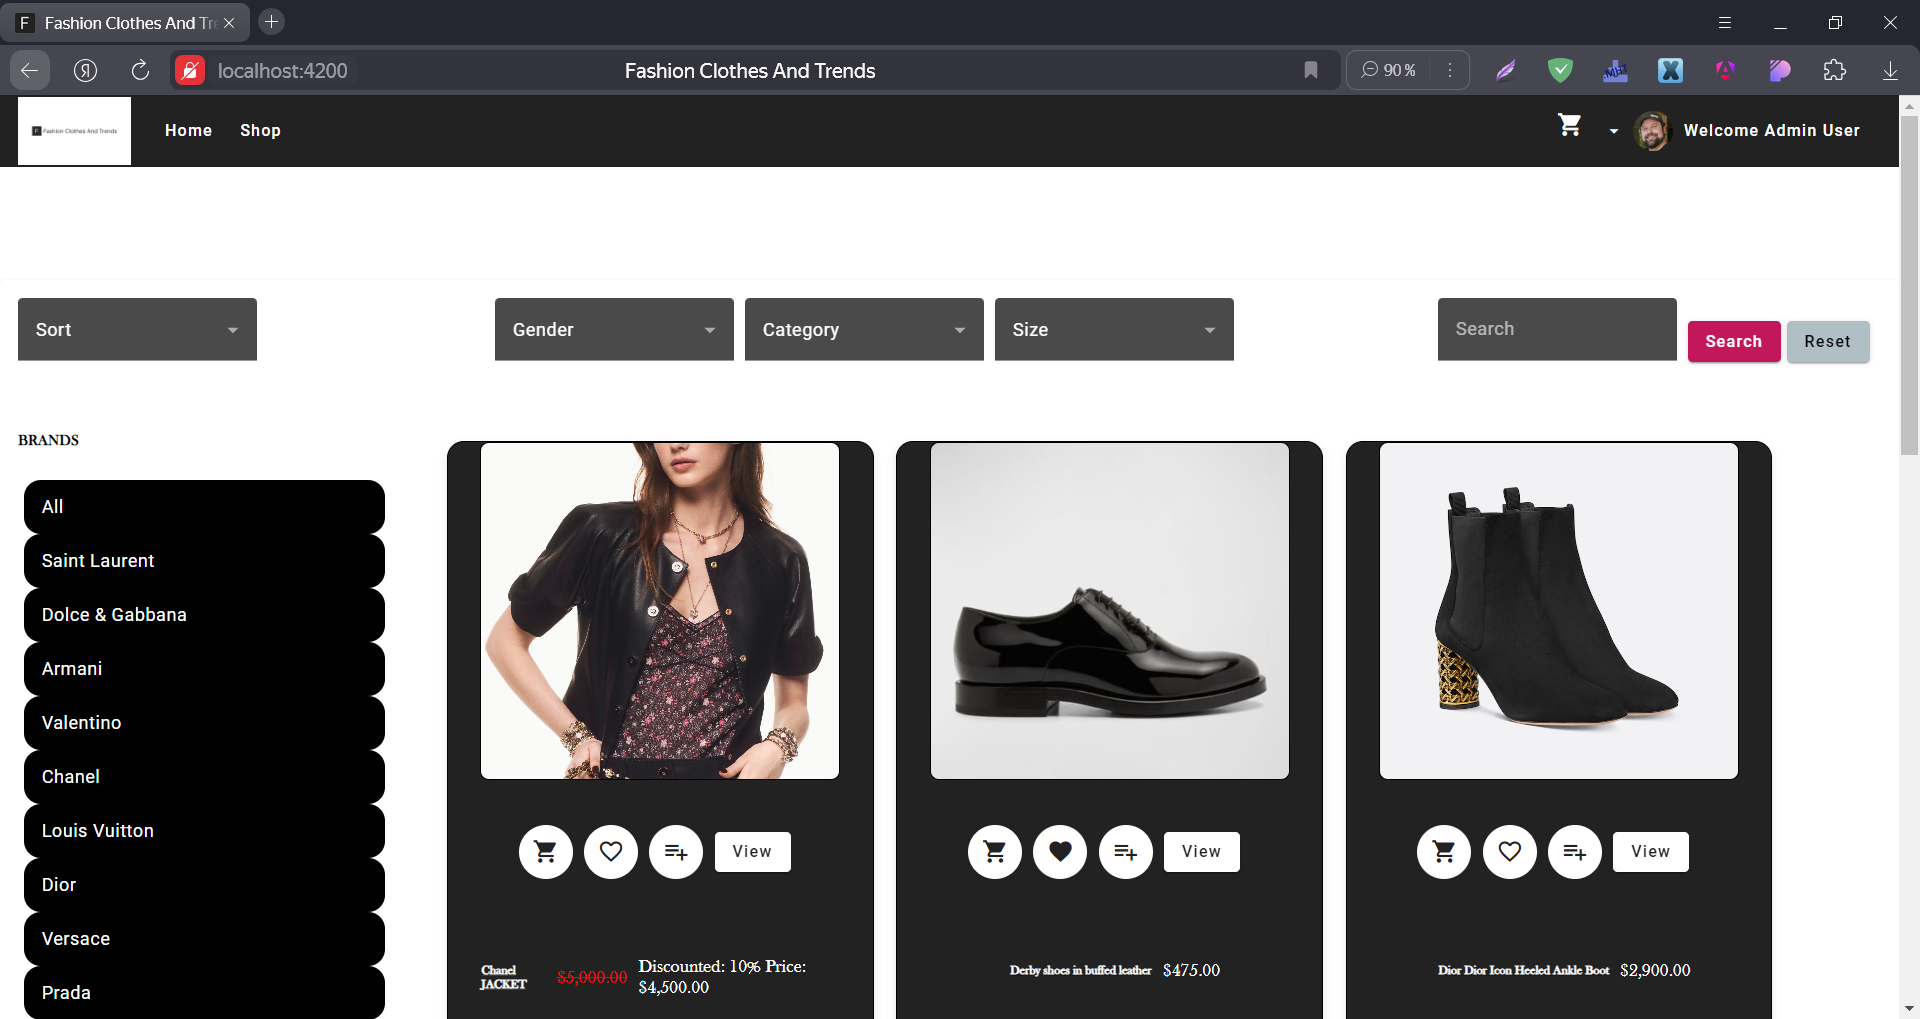 F Fashion Clothes And Tr
Я localhost:4200 Fashion Clothes And Trends 90 %
F Fashion Clothes And Trends Home Shop Welcome Admin User
Sort Gender Category Size Search Search Reset
BRANDS
All
Saint Laurent
Dolce & Gabbana
Armani
Valentino
Chanel
Louis Vuitton
Dior
Versace
Prada
View View View
Chanel JACKET $5,000.00 Discounted: 10% Price: $4,500.00
Derby shoes in buffed leather $475.00
Dior Dior Icon Heeled Ankle Boot $2,900.00